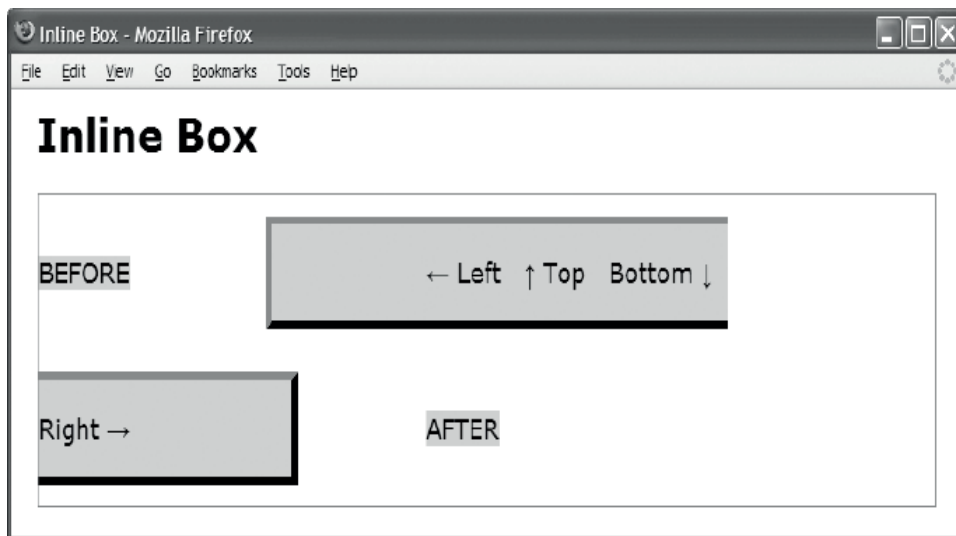 Inline Box - Mozilla Firefox
File Edit View Go Bookmarks Tools Help
Inline Box
BEFORE ← Left ↑ Top Bottom ↓
Right → AFTER